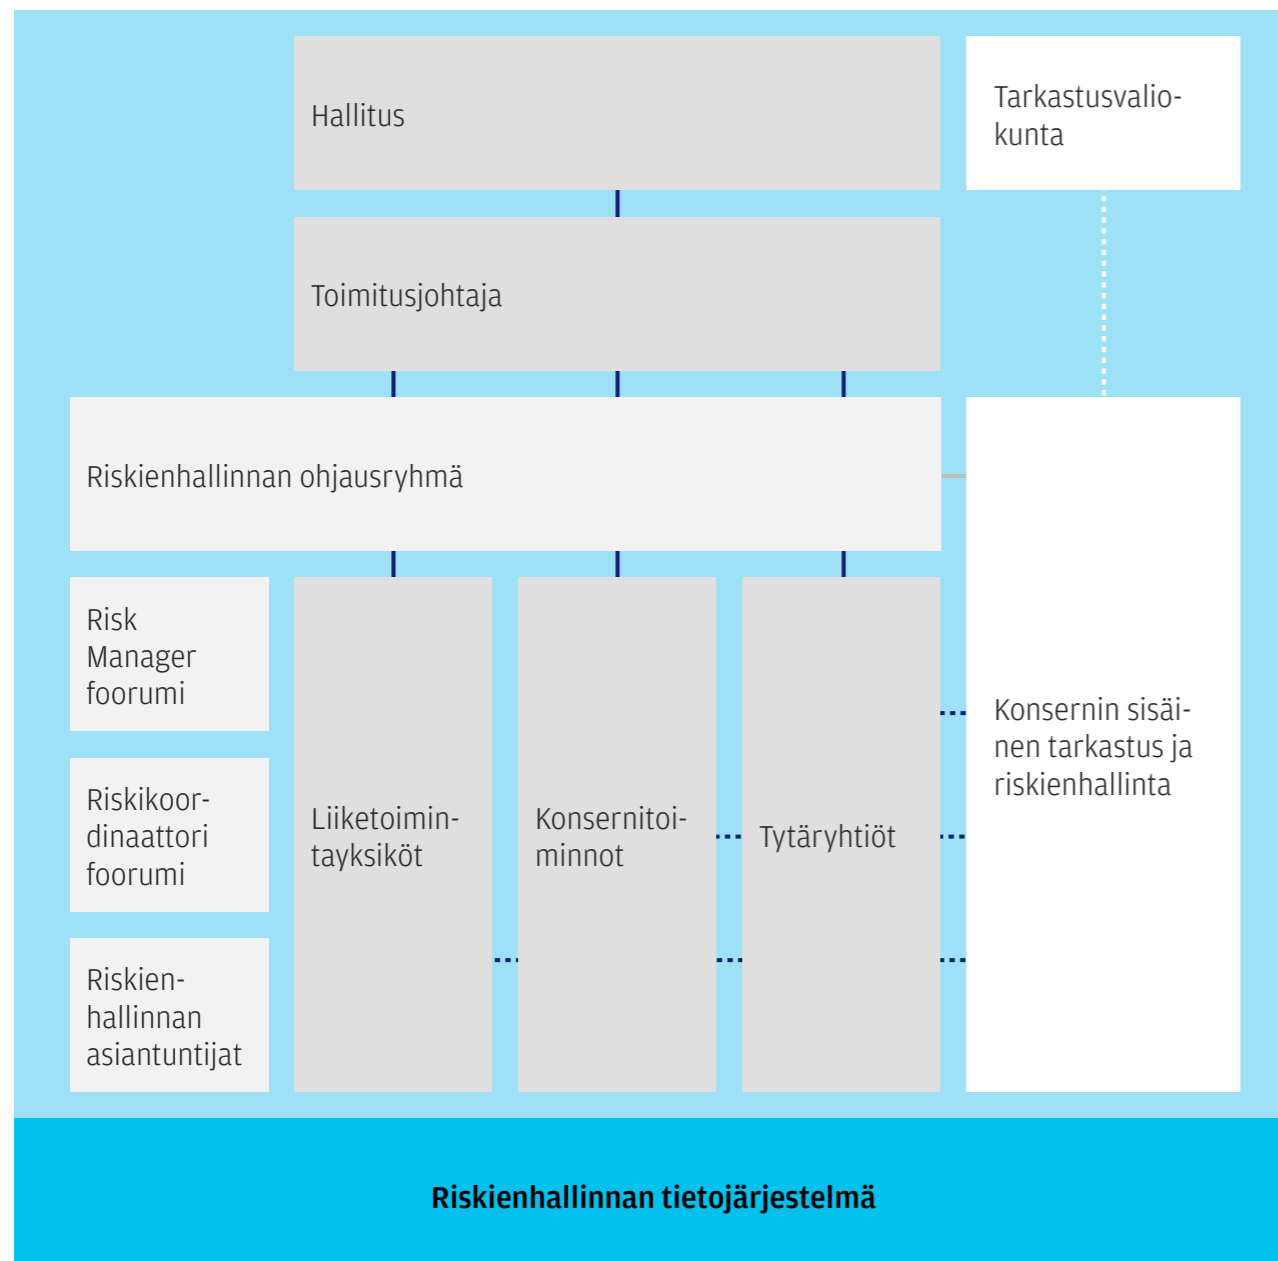 Hallitus
Tarkastusvalio-
kunta
Toimitusjohtaja
Riskienhallinnan ohjausryhmä
Risk
Manager
foorumi
Riskikoor-
dinaattori
foorumi
Riskien-
hallinnan
asiantuntijat
Liiketoimin-
tayksiköt
Konsernitoi-
minnot
Tytäryhtiöt
Konsernin sisäi-
nen tarkastus ja
riskienhallinta
Riskienhallinnan tietojärjestelmä